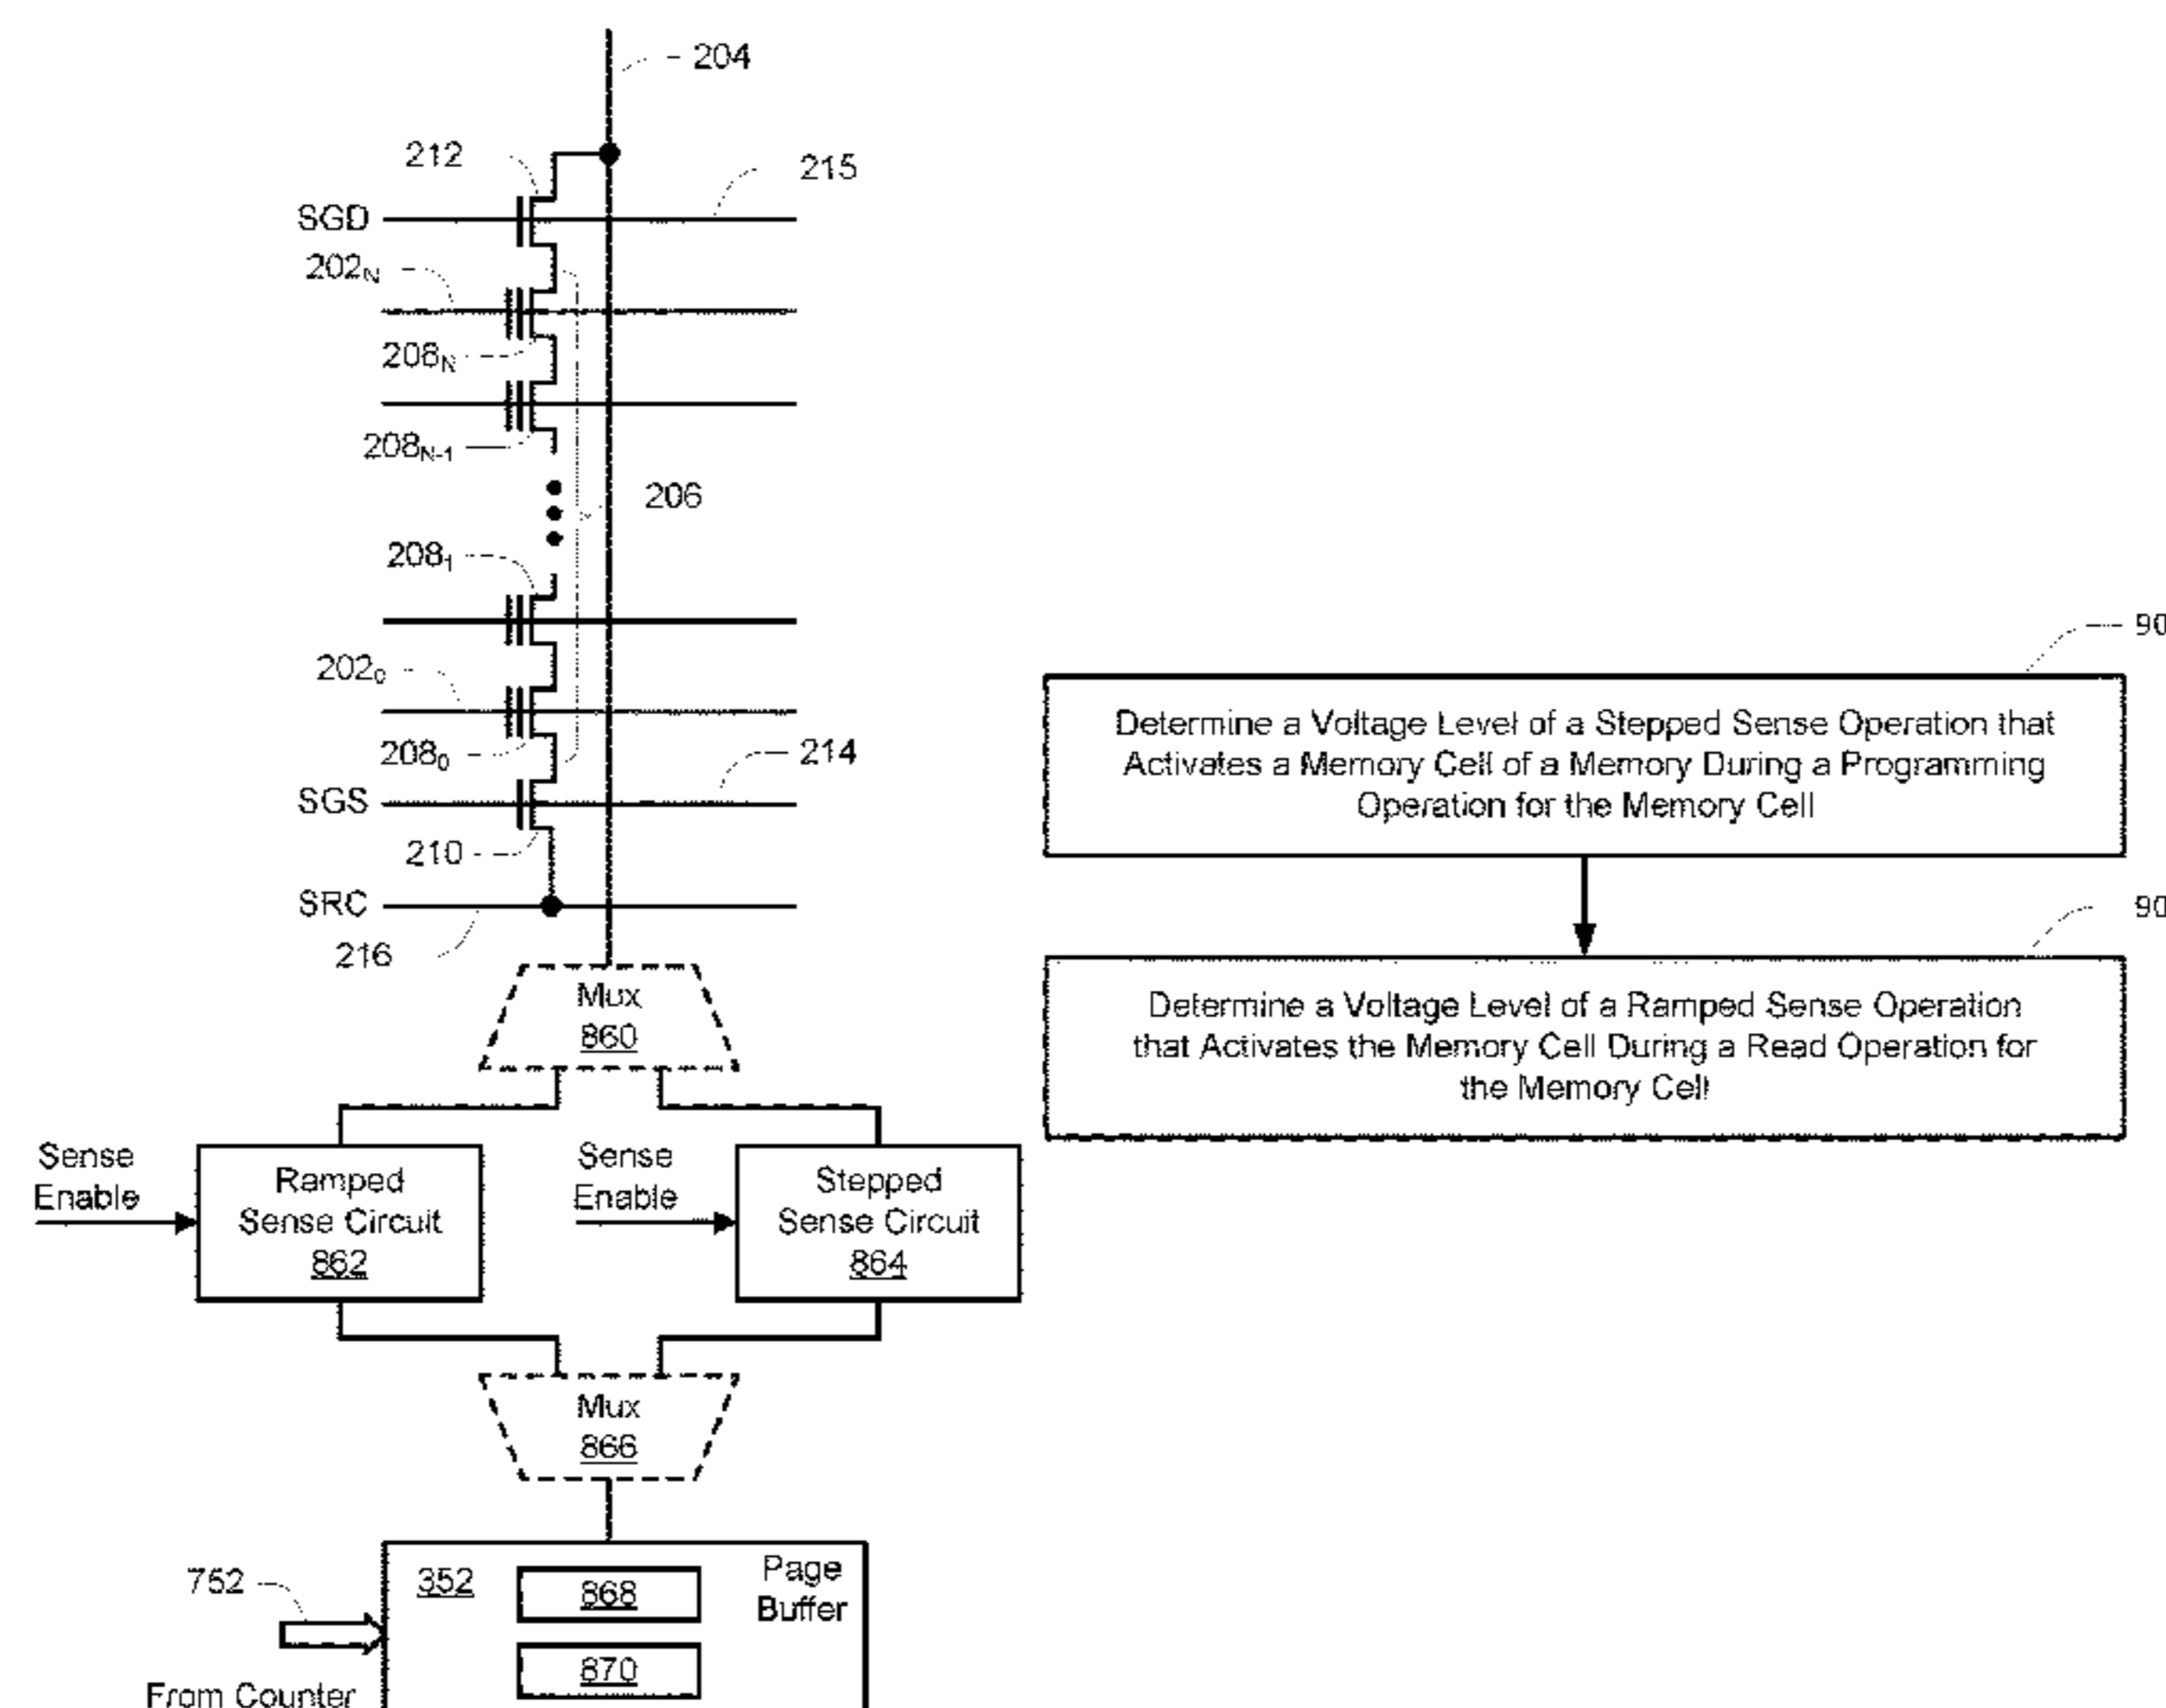 204
212
215
SGD
202N
208N
208N-1
206
2081
2020
2080
214
SGS
210
SRC
216
Mux
860
Sense
Enable
Ramped
Sense Circuit
862
Sense
Enable
Stepped
Sense Circuit
864
Mux
866
752
352
868
Page
Buffer
870
From Counter
90
Determine a Voltage Level of a Stepped Sense Operation that
Activates a Memory Cell of a Memory During a Programming
Operation for the Memory Cell
90
Determine a Voltage Level of a Ramped Sense Operation
that Activates the Memory Cell During a Read Operation for
the Memory Cell